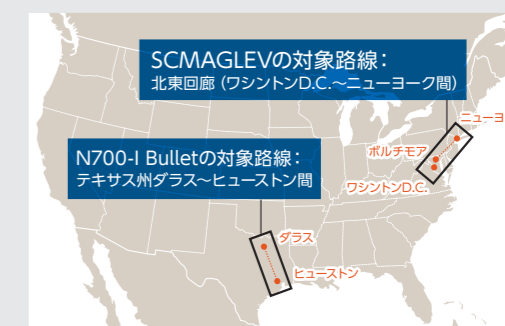 SCMAGLEVの対象路線：
北東回廊（ワシントンD.C.～ニューヨーク間）
ニューヨ
ボルチモア
N700-I Bulletの対象路線：
テキサス州ダラス～ヒューストン間
ワシントンD.C.
ダラス
ヒューストン